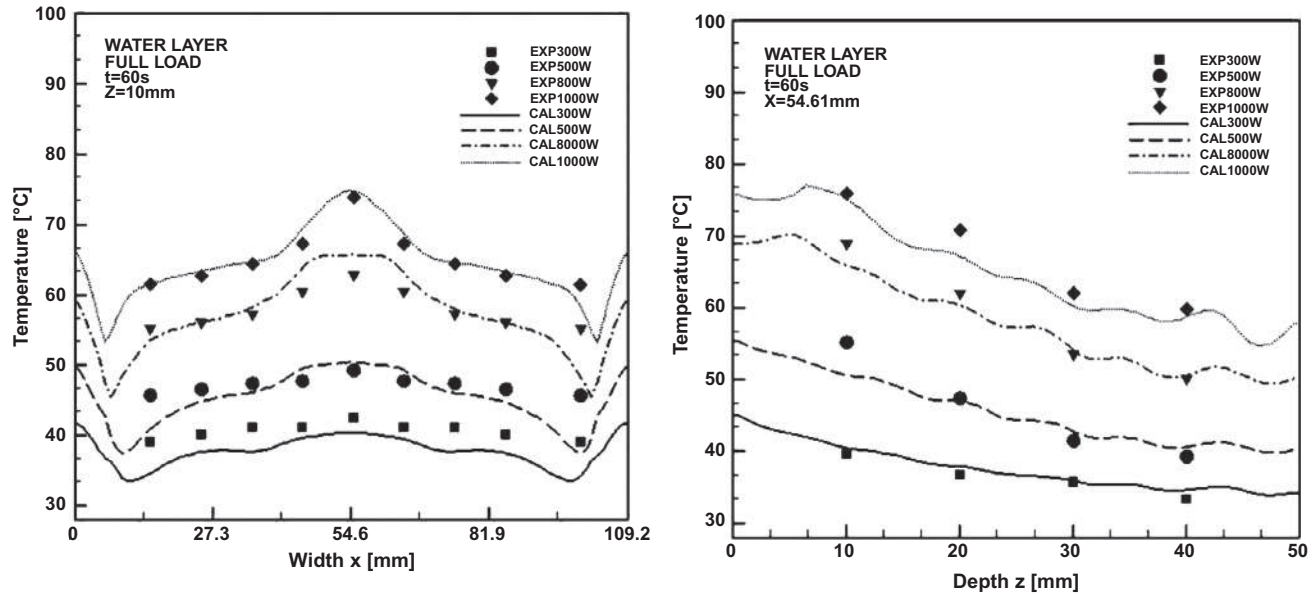 100
90
80
70
60
50
40
30
Temperature [°C]
WATER LAYER
FULL LOAD
t=60s
Z=10mm
EXP300W
EXP500W
EXP800W
EXP1000W
CAL300W
CAL500W
CAL8000W
CAL1000W
0 27.3 54.6 81.9 109.2
Width x [mm]
100
90
80
70
60
50
40
30
Temperature [°C]
WATER LAYER
FULL LOAD
t=60s
X=54.61mm
EXP300W
EXP500W
EXP800W
EXP1000W
CAL300W
CAL500W
CAL8000W
CAL1000W
0 10 20 30 40 50
Depth z [mm]